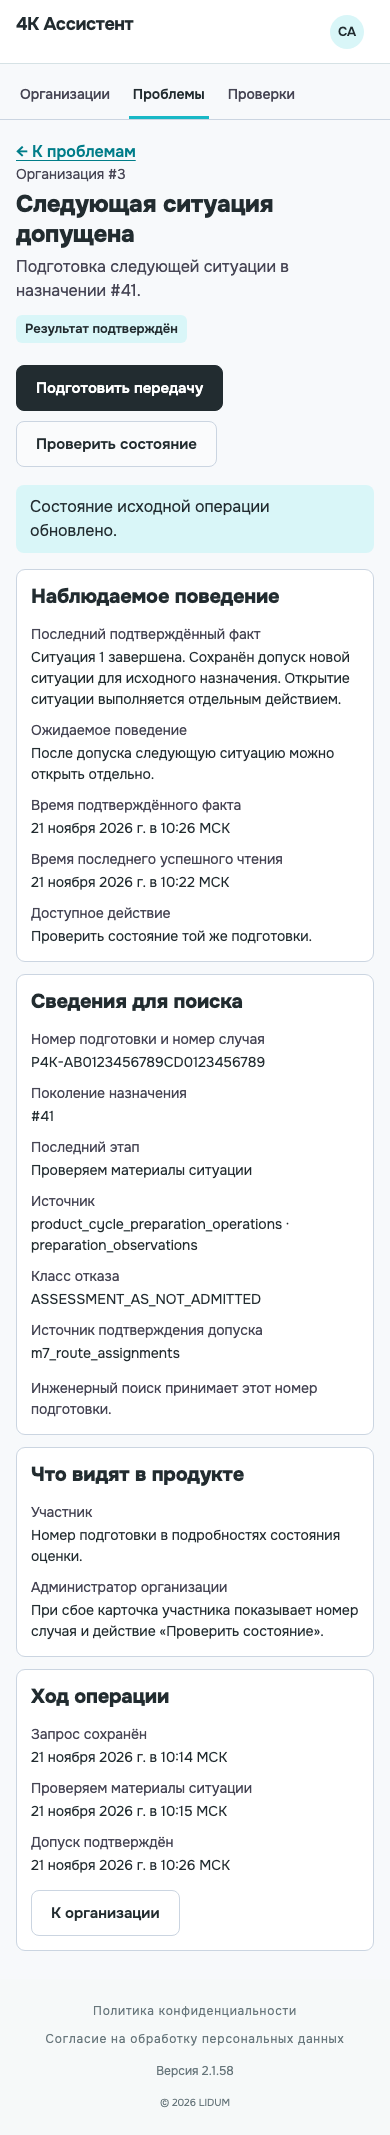 4K Ассистент
CA
Организации Проблемы Проверки
← К проблемам
Организация #3
Следующая ситуация
допущена
Подготовка следующей ситуации в
назначении #41.
Результат подтверждён
Подготовить передачу
Проверить состояние
Состояние исходной операции
обновлено.
Наблюдаемое поведение
Последний подтверждённый факт
Ситуация 1 завершена. Сохранён допуск новой
ситуации для исходного назначения. Открытие
ситуации выполняется отдельным действием.
Ожидаемое поведение
После допуска следующую ситуацию можно
открыть отдельно.
Время подтверждённого факта
21 ноября 2026 г. в 10:26 МСК
Время последнего успешного чтения
21 ноября 2026 г. в 10:22 МСК
Доступное действие
Проверить состояние той же подготовки.
Сведения для поиска
Номер подготовки и номер случая
P4K-AB0123456789CD0123456789
Поколение назначения
#41
Последний этап
Проверяем материалы ситуации
Источник
product_cycle_preparation_operations ·
preparation_observations
Класс отказа
ASSESSMENT_AS_NOT_ADMITTED
Источник подтверждения допуска
m7_route_assignments
Инженерный поиск принимает этот номер
подготовки.
Что видят в продукте
Участник
Номер подготовки в подробностях состояния
оценки.
Администратор организации
При сбое карточка участника показывает номер
случая и действие «Проверить состояние».
Ход операции
Запрос сохранён
21 ноября 2026 г. в 10:14 МСК
Проверяем материалы ситуации
21 ноября 2026 г. в 10:15 МСК
Допуск подтверждён
21 ноября 2026 г. в 10:26 МСК
К организации
Политика конфиденциальности
Согласие на обработку персональных данных
Версия 2.1.58
© 2026 LIDUM